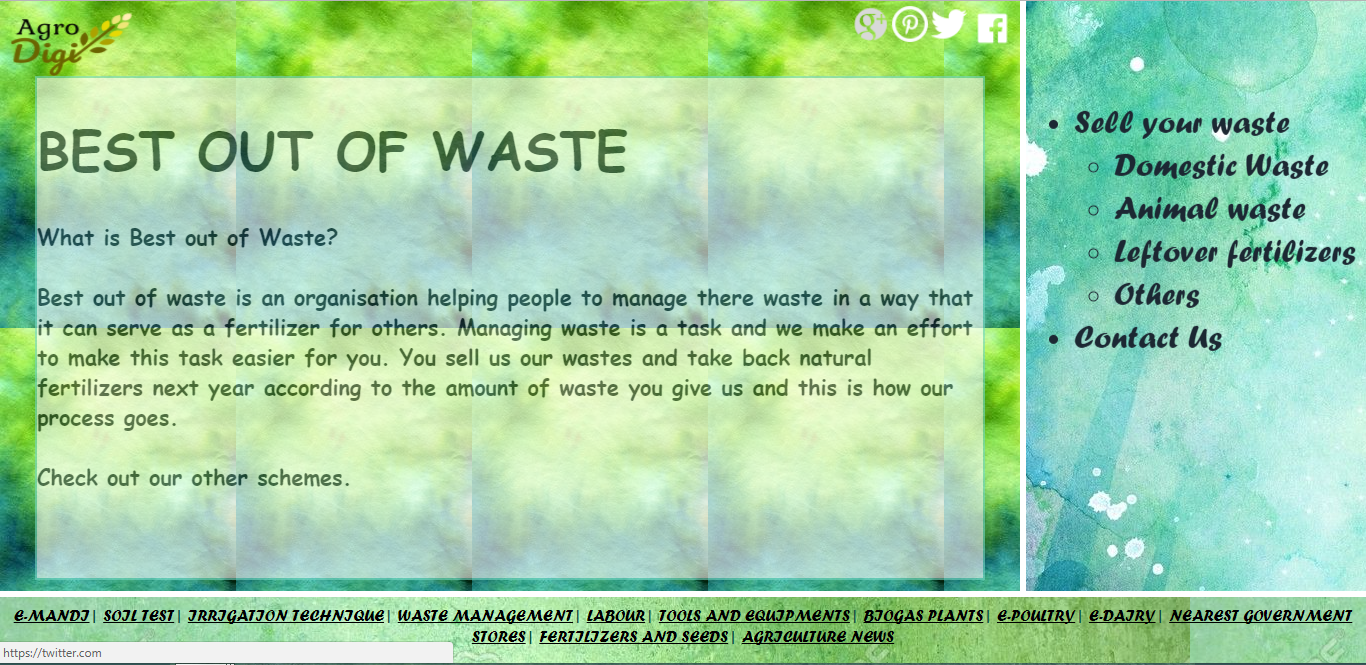 Agro
Digi
BEST OUT OF WASTE
What is Best out of Waste?
Best out of waste is an organisation helping people to manage there waste in a way that
it can serve as a fertilizer for others. Managing waste is a task and we make an effort
to make this task easier for you. You sell us our wastes and take back natural
fertilizers next year according to the amount of waste you give us and this is how our
process goes.
Check out our other schemes.
Sell your waste
Domestic Waste
Animal waste
Leftover fertilizers
Others
Contact Us
E-MANDI| SOIL TEST| IRRIGATION TECHNIQUE| WASTE MANAGEMENT| LABOUR| TOOLS AND EQUIPMENTS| BIOGAS PLANTS| E-POULTRY | E-DAIRY | NEAREST GOVERNMENT
STORES| FERTILIZERS AND SEEDS| AGRICULTURE NEWS
https://twitter.com